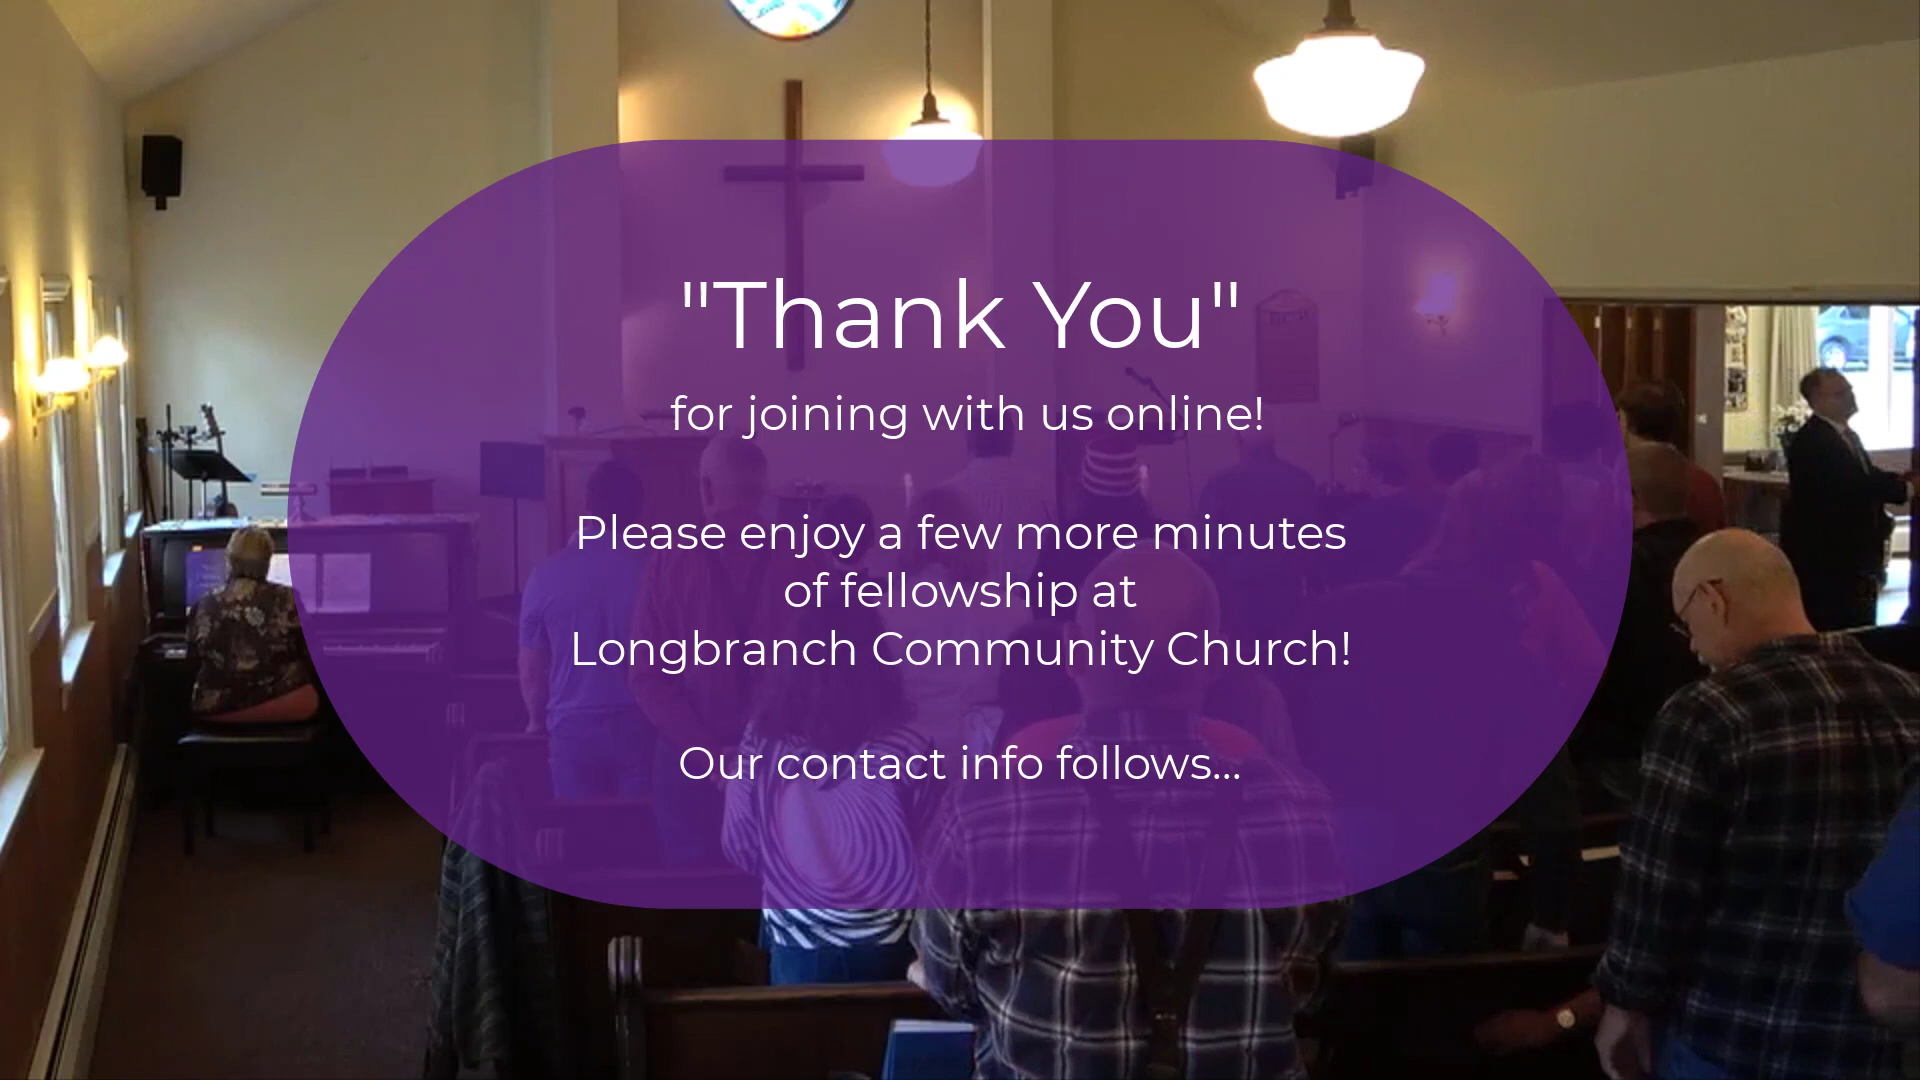 "Thank You"
for joining with us online!
Please enjoy a few more minutes
of fellowship at
Longbranch Community Church!
Our contact info follows...